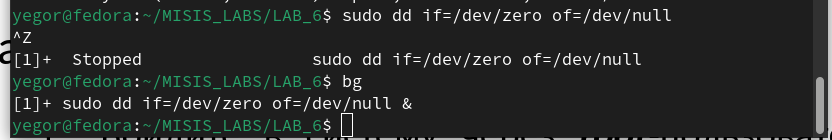 yegor@fedora:~/MISIS_LABS/LAB_6$ sudo dd if=/dev/zero of=/dev/null
^Z
[1]+  Stopped                 sudo dd if=/dev/zero of=/dev/null
yegor@fedora:~/MISIS_LABS/LAB_6$ bg
[1]+ sudo dd if=/dev/zero of=/dev/null &
yegor@fedora:~/MISIS_LABS/LAB_6$